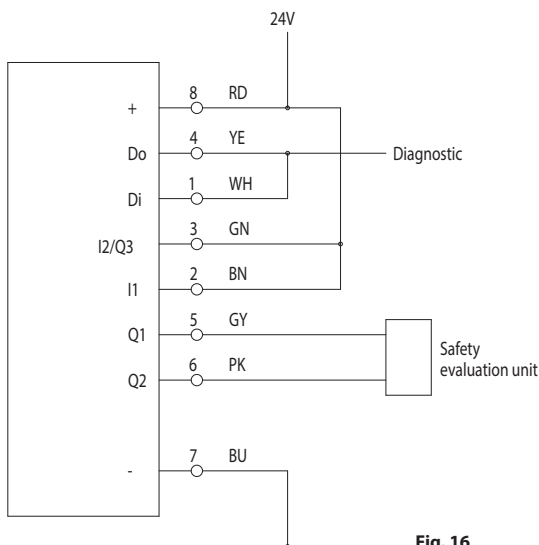 24V
+ 8 RD
Do 4 YE
Diagnostic
Di 1 WH
I2/Q3 3 GN
I1 2 BN
Q1 5 GY
Safety
evaluation unit
Q2 6 PK
- 7 BU
Fig. 16